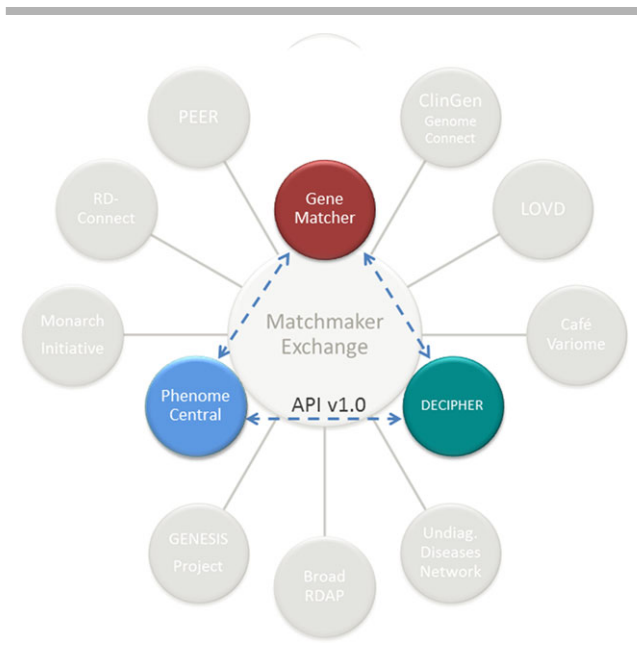 PEER
ClinGen
Genome
Connect
RD-
Connect
Gene
Matcher
LOVD
Monarch
Initiative
Matchmaker
Exchange
Café
Variome
Phenome
Central
API v1.0
DECIPHER
GENESIS
Project
Broad
RDAP
Undiag.
Diseases
Network